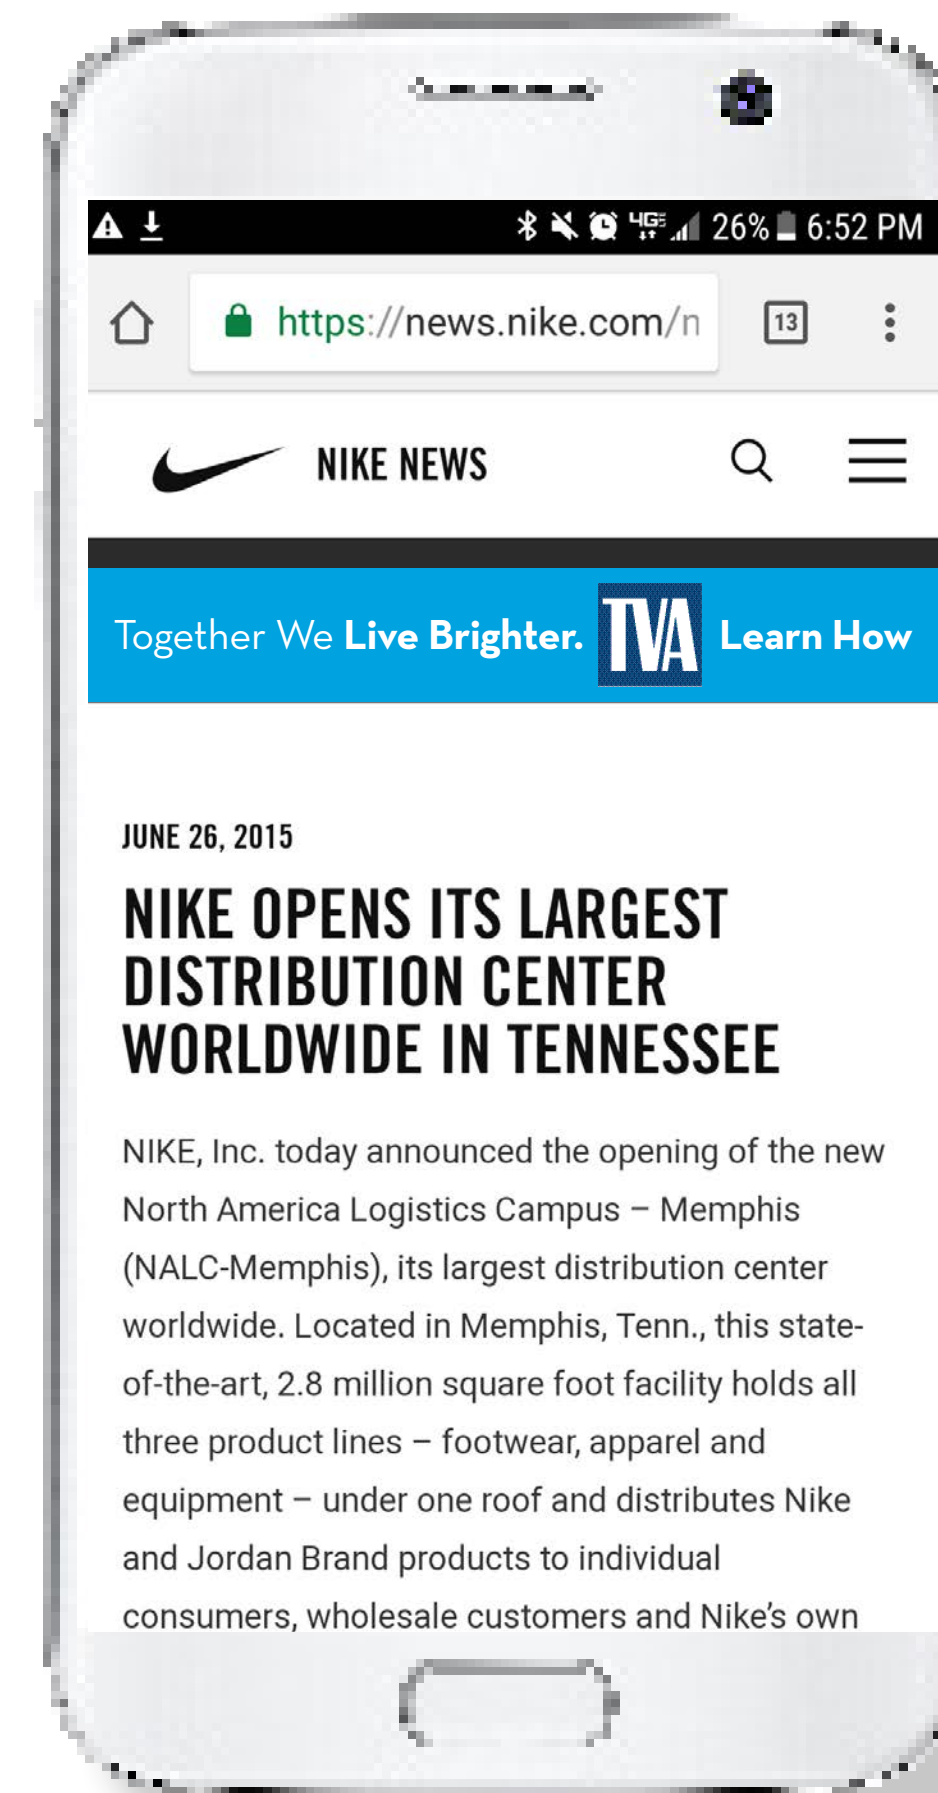 4GE 26% 6:52 PM
https://news.nike.com/n 13
NIKE NEWS
Together We Live Brighter. TVA Learn How
JUNE 26, 2015
NIKE OPENS ITS LARGEST
DISTRIBUTION CENTER
WORLDWIDE IN TENNESSEE
NIKE, Inc. today announced the opening of the new
North America Logistics Campus – Memphis
(NALC-Memphis), its largest distribution center
worldwide. Located in Memphis, Tenn., this state-
of-the-art, 2.8 million square foot facility holds all
three product lines – footwear, apparel and
equipment – under one roof and distributes Nike
and Jordan Brand products to individual
consumers, wholesale customers and Nike’s own